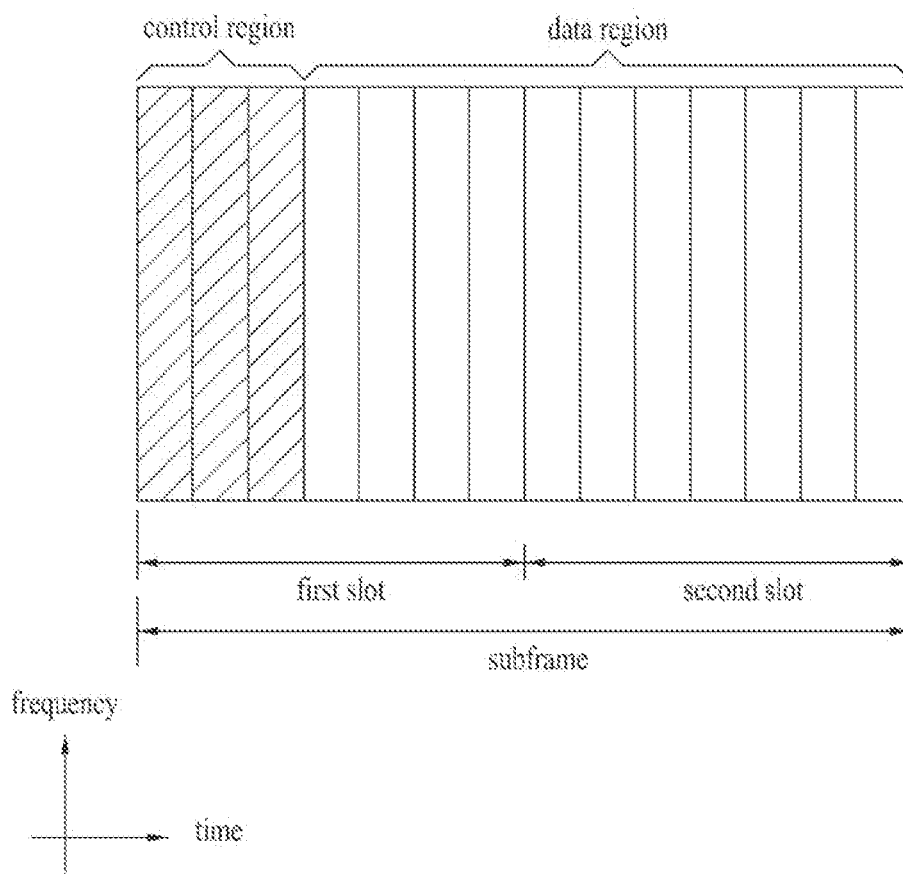 control region
data region
first slot
second slot
subframe
frequency
time